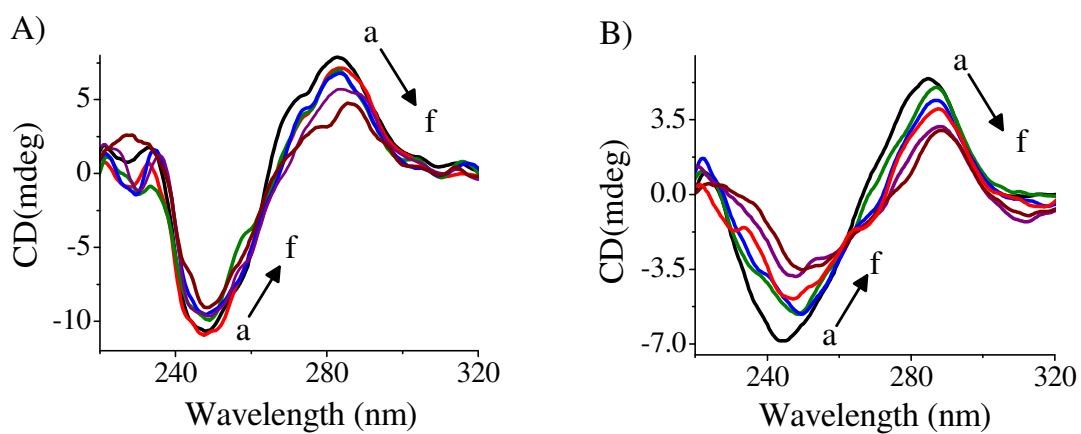 A)
a
f
f
a
5
0
-5
-10
240
280
320
CD(mdeg)
Wavelength (nm)
B)
a
f
f
a
3.5
0.0
-3.5
-7.0
240
280
320
CD(mdeg)
Wavelength (nm)